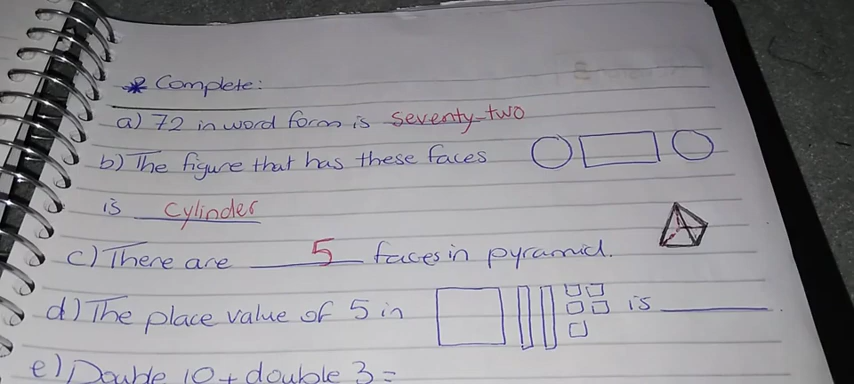 * Complete:
a) 72 in word form is seventy-two
b) The figure that has these faces
is cylinder
c) There are 5 faces in pyramid.
d) The place value of 5 in is ______.
e) Double 10 + double 3 =